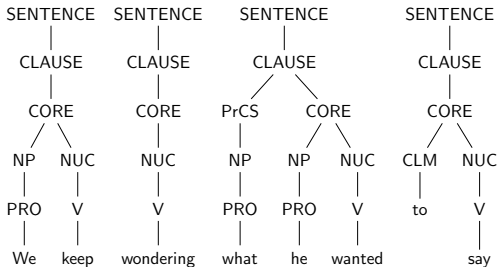 SENTENCE SENTENCE SENTENCE SENTENCE
CLAUSE CLAUSE CLAUSE CLAUSE
CORE CORE PrCS CORE CORE
NP NUC NUC NP NP NUC CLM NUC
PRO V V PRO PRO V to V
We keep wondering what he wanted say